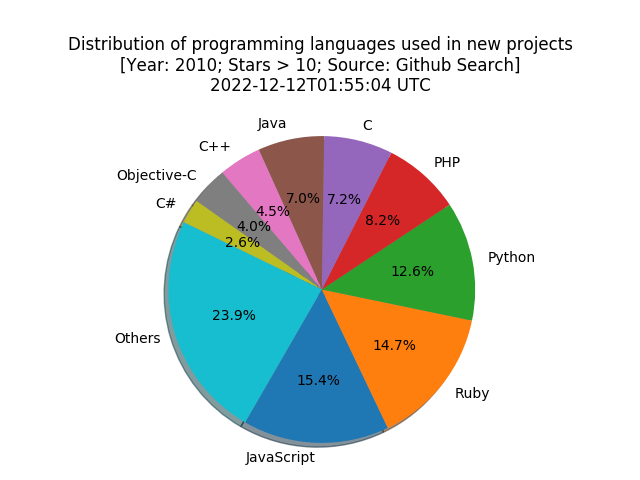 Distribution of programming languages used in new projects
[Year: 2010; Stars > 10; Source: Github Search]
2022-12-12T01:55:04 UTC
Java
C
C++
PHP
Objective-C
C#
7.0%
7.2%
4.5%
8.2%
4.0%
2.6%
Python
12.6%
23.9%
Others
14.7%
15.4%
Ruby
JavaScript